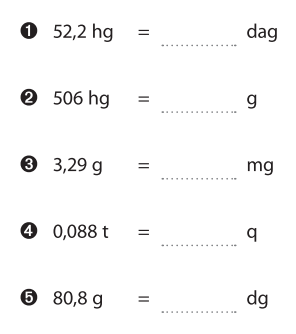 ❶ 52,2 hg = .................... dag
❷ 506 hg = .................... g
❸ 3,29 g = .................... mg
❹ 0,088 t = .................... q
❺ 80,8 g = .................... dg